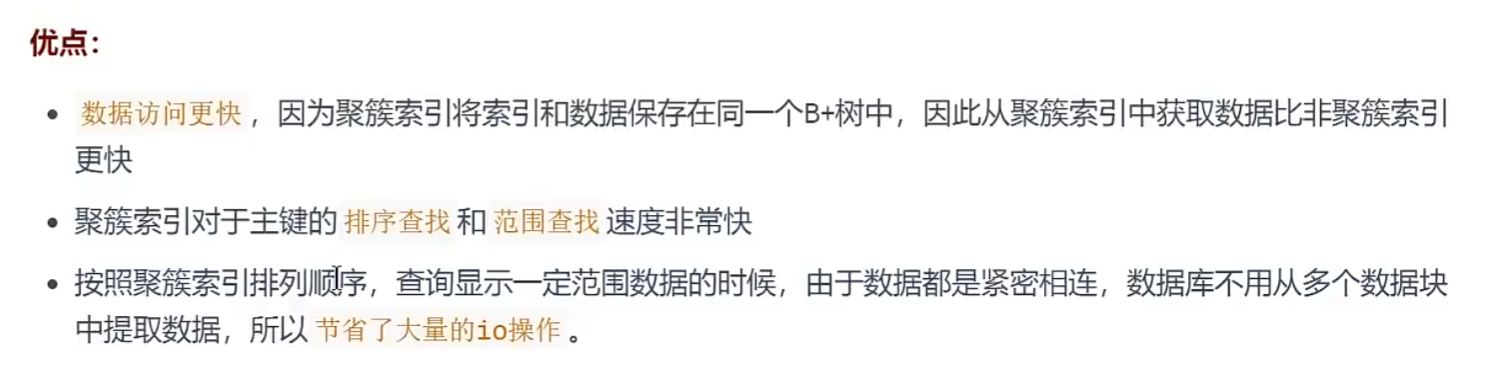 优点：
数据访问更快，因为聚簇索引将索引和数据保存在同一个B+树中，因此从聚簇索引中获取数据比非聚簇索引
更快
聚簇索引对于主键的排序查找和范围查找速度非常快
按照聚簇索引排列顺序，查询显示一定范围数据的时候，由于数据都是紧密相连，数据库不用从多个数据块
中提取数据，所以节省了大量的io操作。